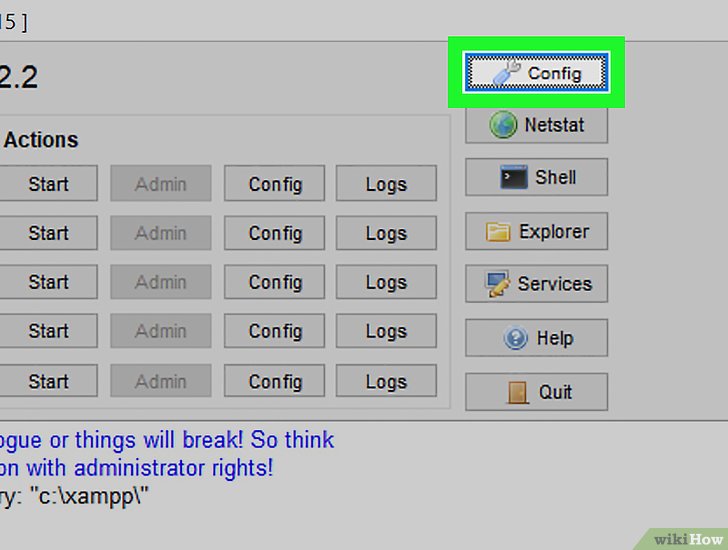 15 ]
2.2
Config
Actions
Netstat
Start Admin Config Logs
Shell
Start Admin Config Logs
Explorer
Start Admin Config Logs
Services
Start Admin Config Logs
Help
Start Admin Config Logs
Quit
ogue or things will break! So think
on with administrator rights!
ry: "c:\xampp\"
wikiHow